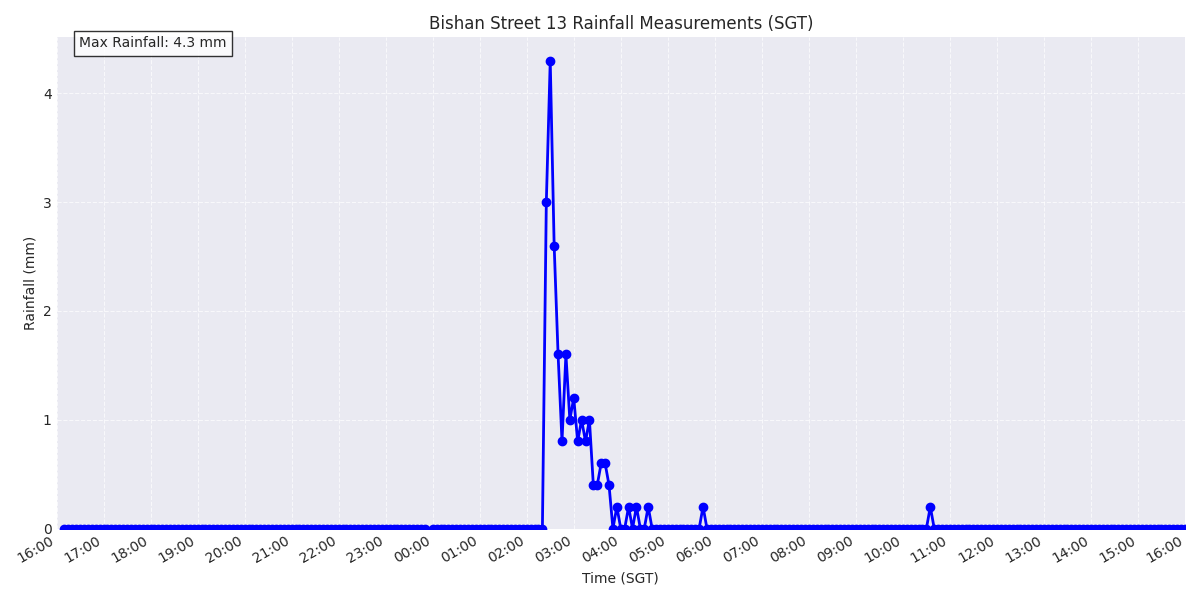 Bishan Street 13 Rainfall Measurements (SGT)
Max Rainfall: 4.3 mm
4
3
2
1
0
Rainfall (mm)
16:00 17:00 18:00 19:00 20:00 21:00 22:00 23:00 00:00 01:00 02:00 03:00 04:00 05:00 06:00 07:00 08:00 09:00 10:00 11:00 12:00 13:00 14:00 15:00 16:00
Time (SGT)